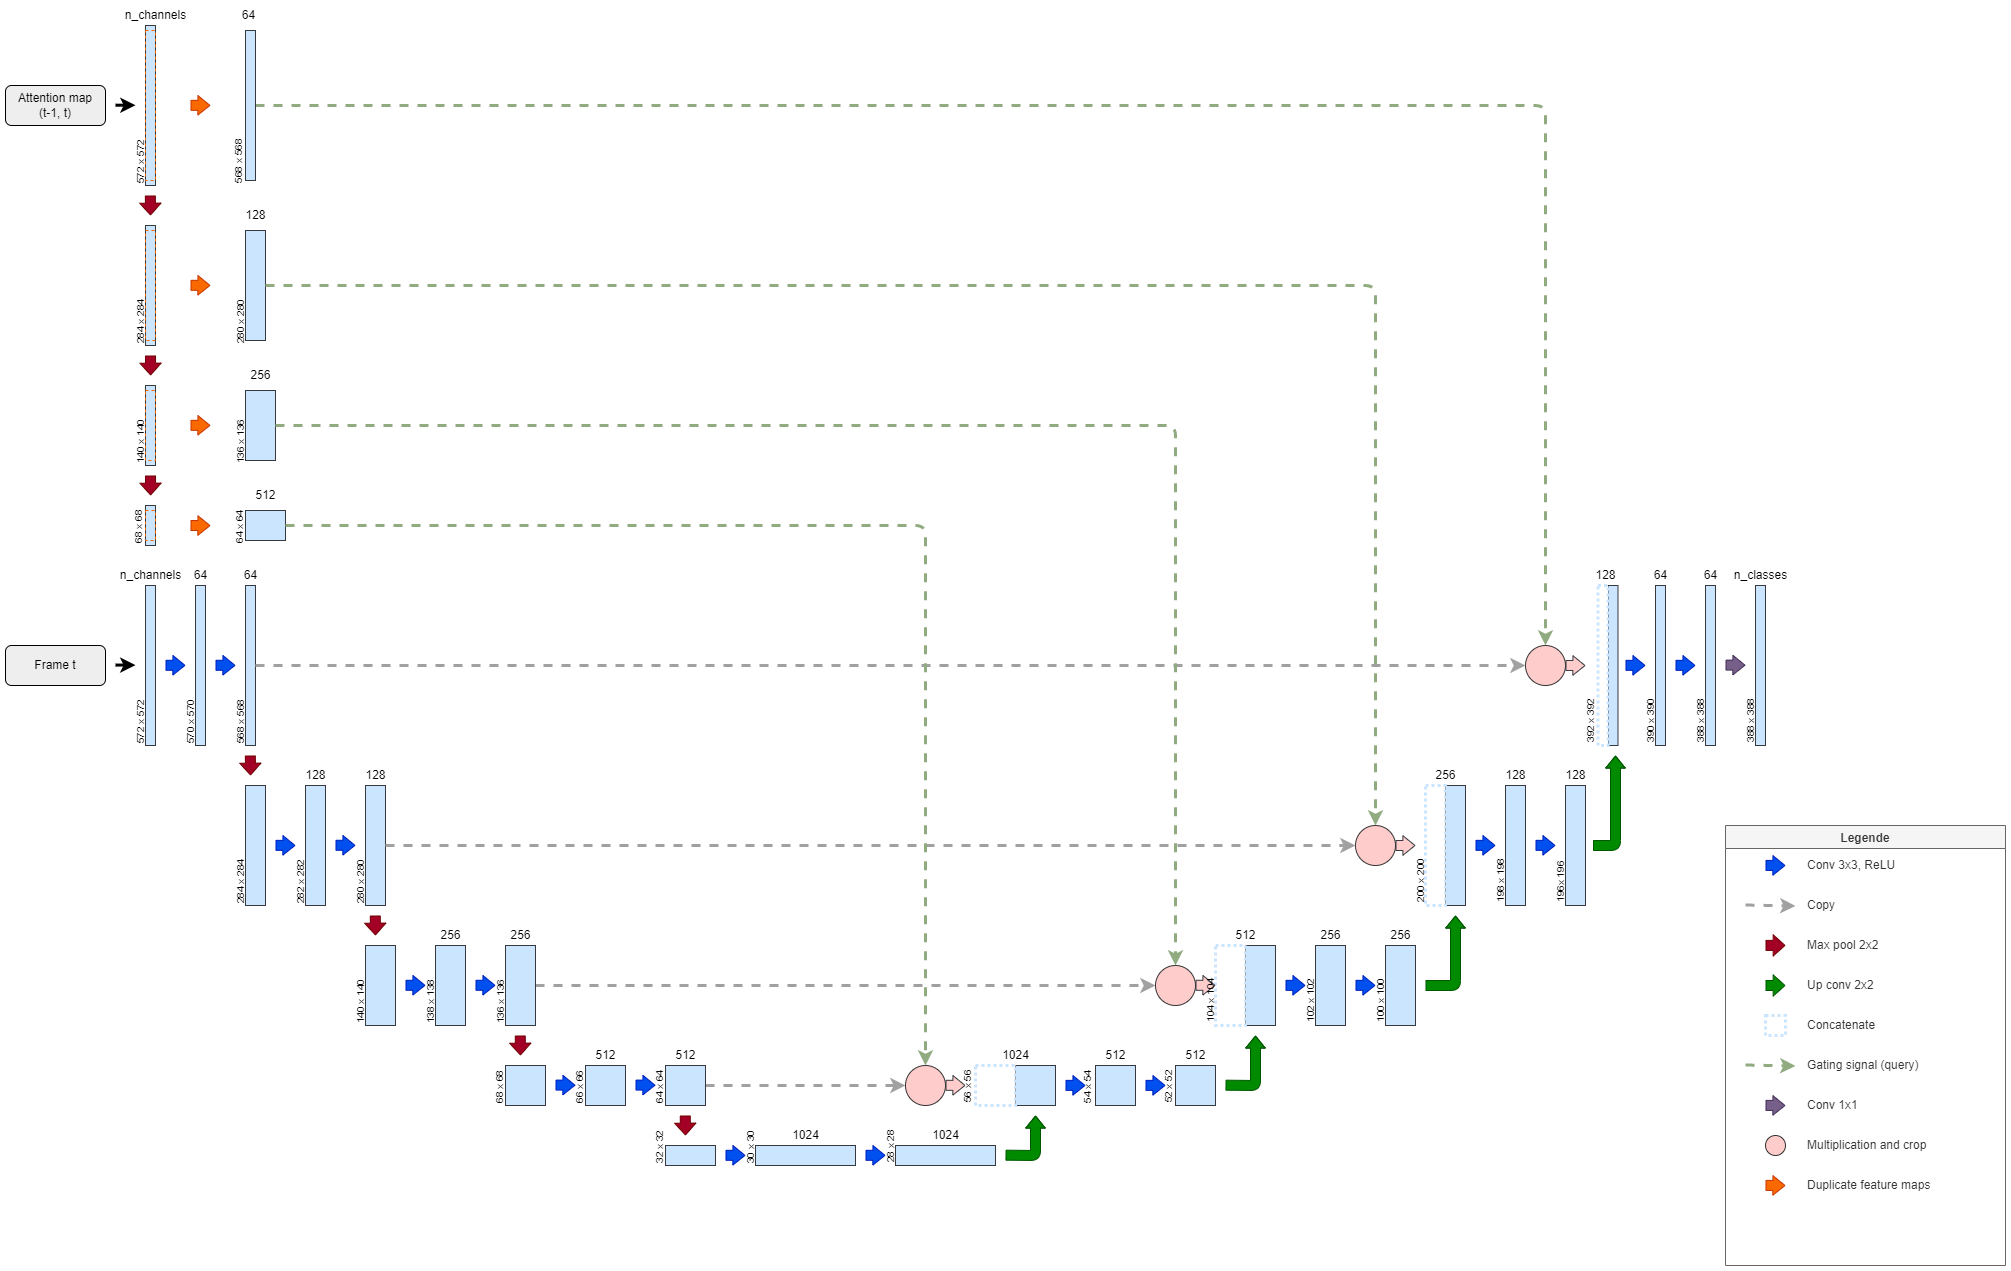 n_channels
64
Attention map
(t-1, t)
572 x 572
568 x 568
128
284 x 284
280 x 280
256
140 x 140
136 x 136
512
68 x 68
64 x 64
n_channels
64
64
Frame t
572 x 572
570 x 570
568 x 568
128
64
64
n_classes
392 x 392
390 x 390
388 x 388
388 x 388
128
128
284 x 284
282 x 282
280 x 280
256
128
128
200 x 200
198 x 198
196 x 196
256
256
140 x 140
138 x 138
136 x 136
512
256
256
104 x 104
102 x 102
100 x 100
512
512
68 x 68
66 x 66
64 x 64
1024
512
512
56 x 56
54 x 54
52 x 52
1024
1024
32 x 32
30 x 30
28 x 28
Legende
Conv 3x3, ReLU
Copy
Max pool 2x2
Up conv 2x2
Concatenate
Gating signal (query)
Conv 1x1
Multiplication and crop
Duplicate feature maps